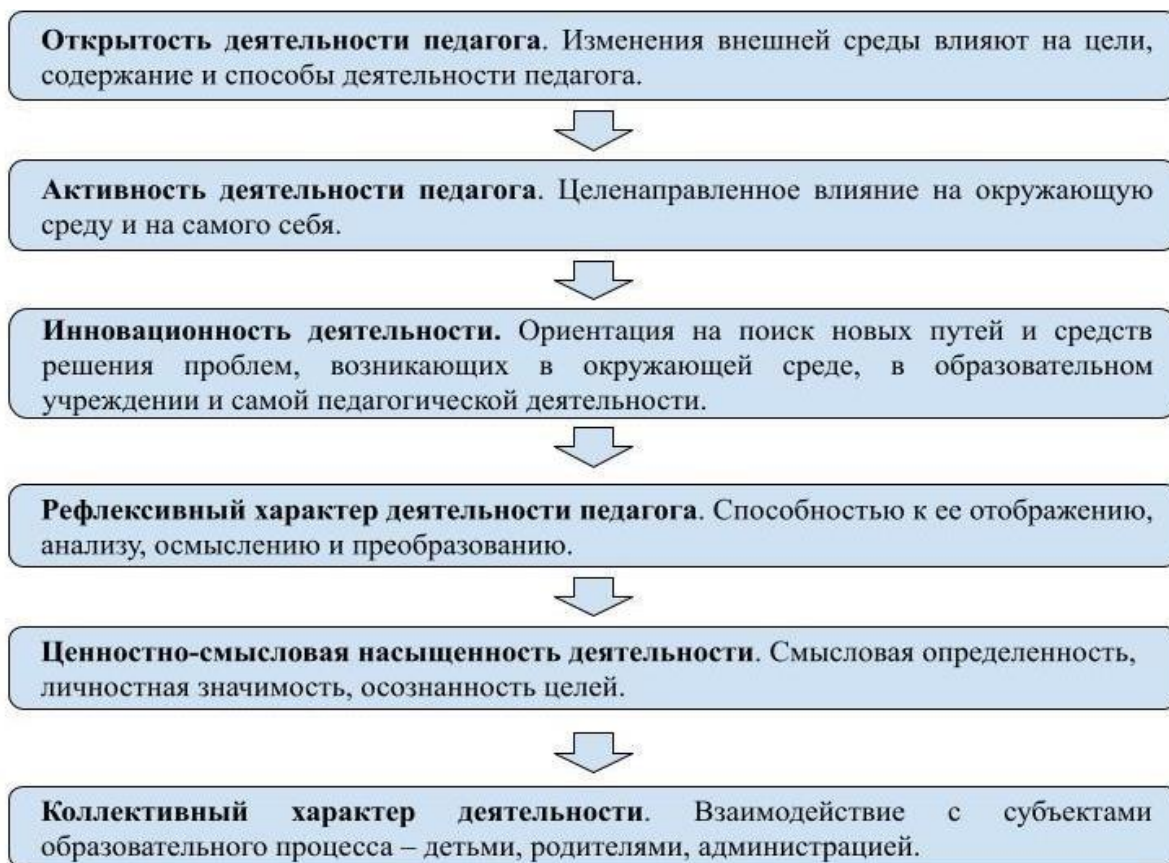 Открытость деятельности педагога. Изменения внешней среды влияют на цели,
содержание и способы деятельности педагога.
Активность деятельности педагога. Целенаправленное влияние на окружающую
среду и на самого себя.
Инновационность деятельности. Ориентация на поиск новых путей и средств
решения проблем, возникающих в окружающей среде, в образовательном
учреждении и самой педагогической деятельности.
Рефлексивный характер деятельности педагога. Способностью к ее отображению,
анализу, осмыслению и преобразованию.
Ценностно-смысловая насыщенность деятельности. Смысловая определенность,
личностная значимость, осознанность целей.
Коллективный характер деятельности. Взаимодействие с субъектами
образовательного процесса – детьми, родителями, администрацией.